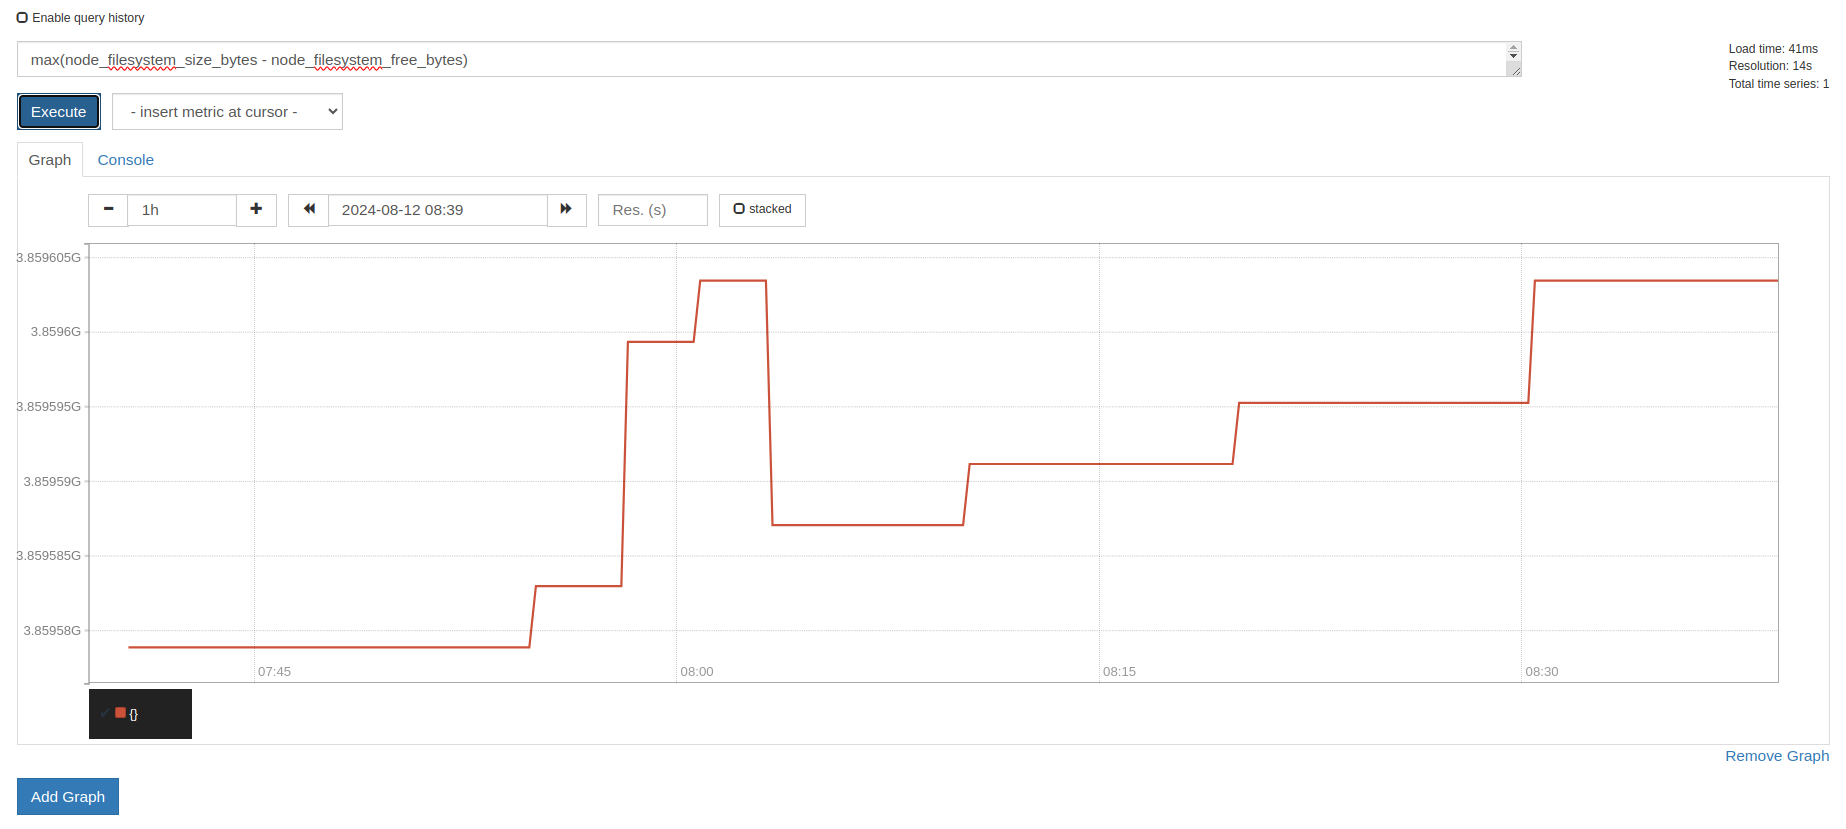 Enable query history
max(node_filesystem_size_bytes - node_filesystem_free_bytes)
Load time: 41ms
Resolution: 14s
Total time series: 1
Execute
- insert metric at cursor -
Graph
Console
1h
2024-08-12 08:39
Res. (s)
stacked
3.859605G
3.8596G
3.859595G
3.85959G
3.859585G
3.85958G
07:45
08:00
08:15
08:30
{}
Remove Graph
Add Graph